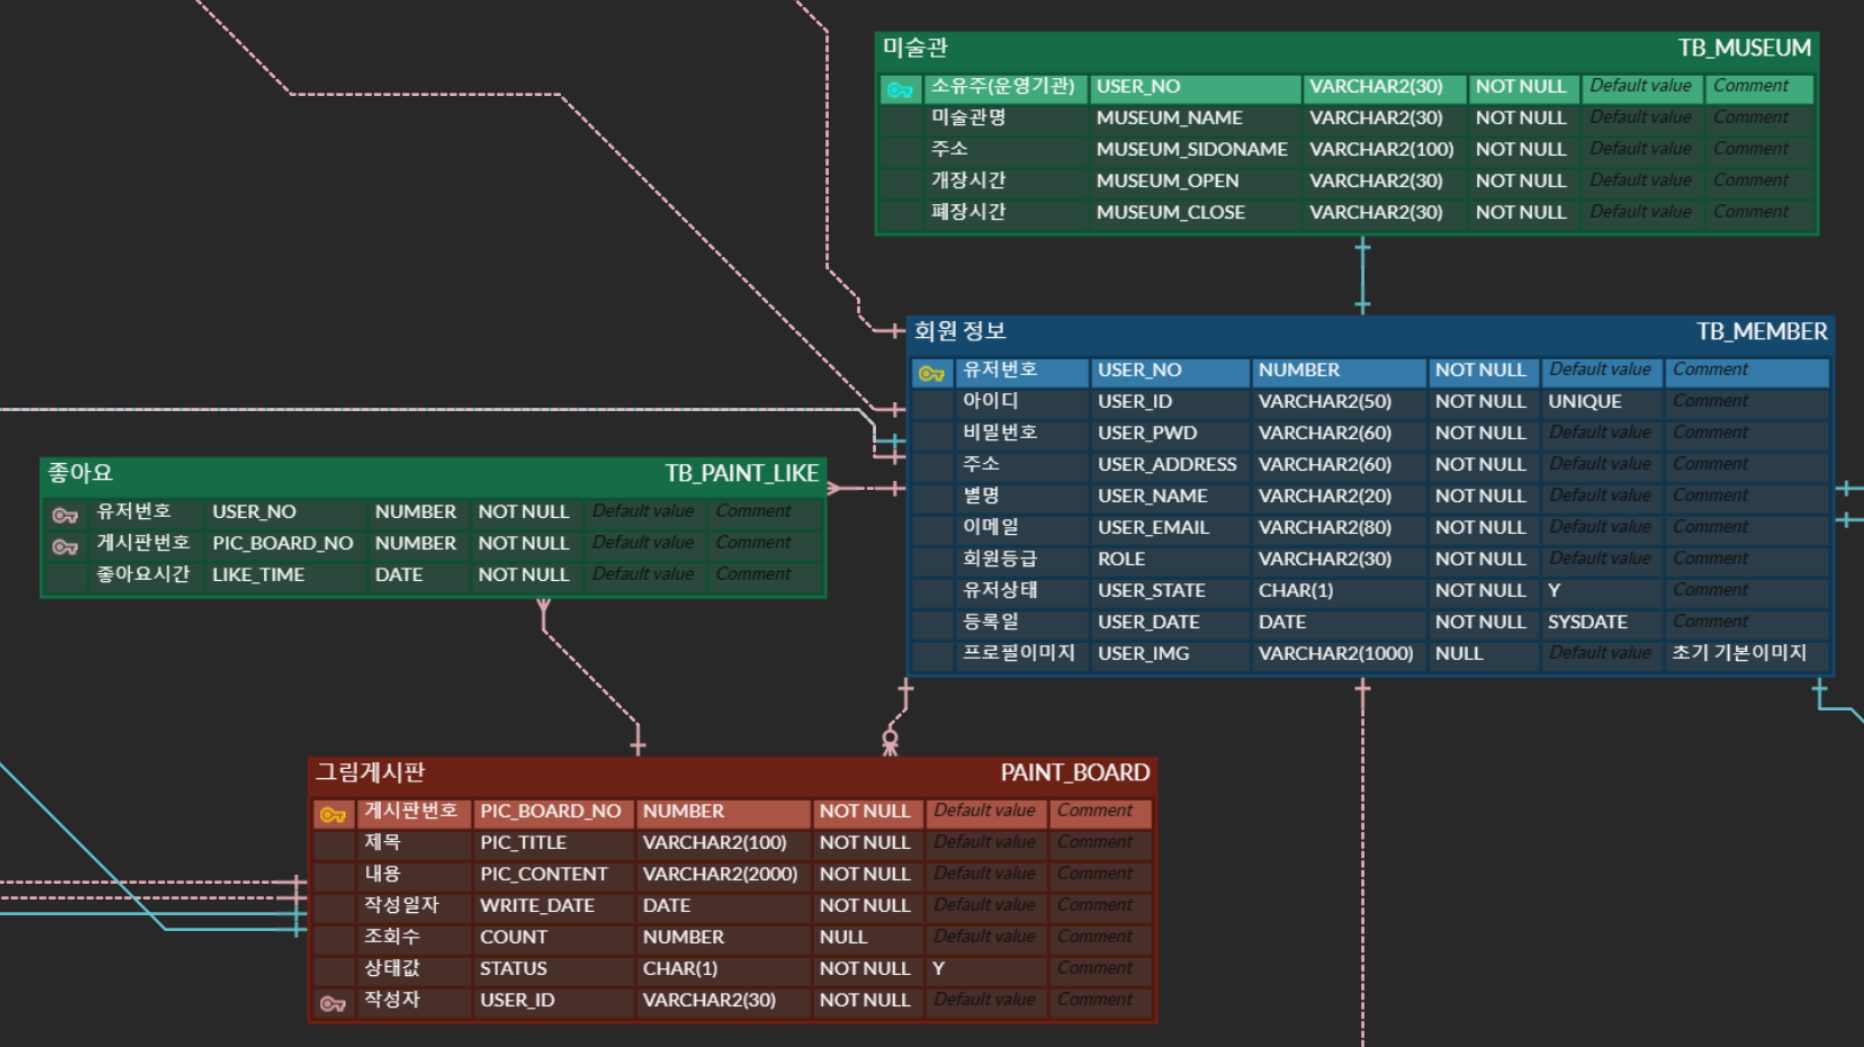 미술관 TB_MUSEUM
소유주(운영기관) USER_NO VARCHAR2(30) NOT NULL Default value Comment
미술관명 MUSEUM_NAME VARCHAR2(30) NOT NULL Default value Comment
주소 MUSEUM_SIDONAME VARCHAR2(100) NOT NULL Default value Comment
개장시간 MUSEUM_OPEN VARCHAR2(30) NOT NULL Default value Comment
폐장시간 MUSEUM_CLOSE VARCHAR2(30) NOT NULL Default value Comment
회원 정보 TB_MEMBER
유저번호 USER_NO NUMBER NOT NULL Default value Comment
아이디 USER_ID VARCHAR2(50) NOT NULL UNIQUE Comment
비밀번호 USER_PWD VARCHAR2(60) NOT NULL Default value Comment
주소 USER_ADDRESS VARCHAR2(60) NOT NULL Default value Comment
별명 USER_NAME VARCHAR2(20) NOT NULL Default value Comment
이메일 USER_EMAIL VARCHAR2(80) NOT NULL Default value Comment
회원등급 ROLE VARCHAR2(30) NOT NULL Default value Comment
유저상태 USER_STATE CHAR(1) NOT NULL Y Comment
등록일 USER_DATE DATE NOT NULL SYSDATE Comment
프로필이미지 USER_IMG VARCHAR2(1000) NULL Default value 초기 기본이미지
좋아요 TB_PAINT_LIKE
유저번호 USER_NO NUMBER NOT NULL Default value Comment
게시판번호 PIC_BOARD_NO NUMBER NOT NULL Default value Comment
좋아요시간 LIKE_TIME DATE NOT NULL Default value Comment
그림게시판 PAINT_BOARD
게시판번호 PIC_BOARD_NO NUMBER NOT NULL Default value Comment
제목 PIC_TITLE VARCHAR2(100) NOT NULL Default value Comment
내용 PIC_CONTENT VARCHAR2(2000) NOT NULL Default value Comment
작성일자 WRITE_DATE DATE NOT NULL Default value Comment
조회수 COUNT NUMBER NULL Default value Comment
상태값 STATUS CHAR(1) NOT NULL Y Comment
작성자 USER_ID VARCHAR2(30) NOT NULL Default value Comment